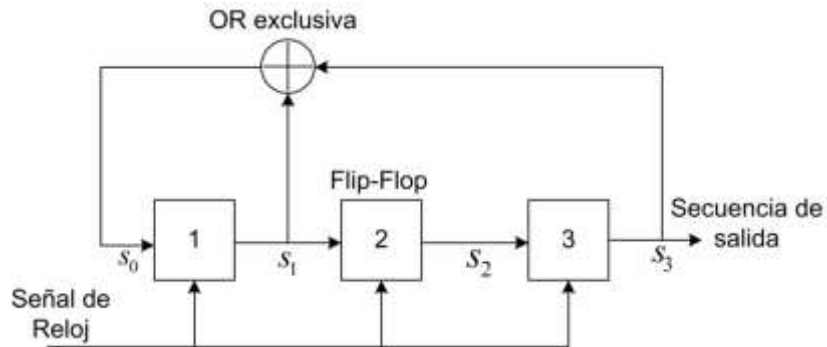 OR exclusiva
Flip-Flop
1
2
3
s₀
s₁
s₂
s₃
Secuencia de
salida
Señal de
Reloj